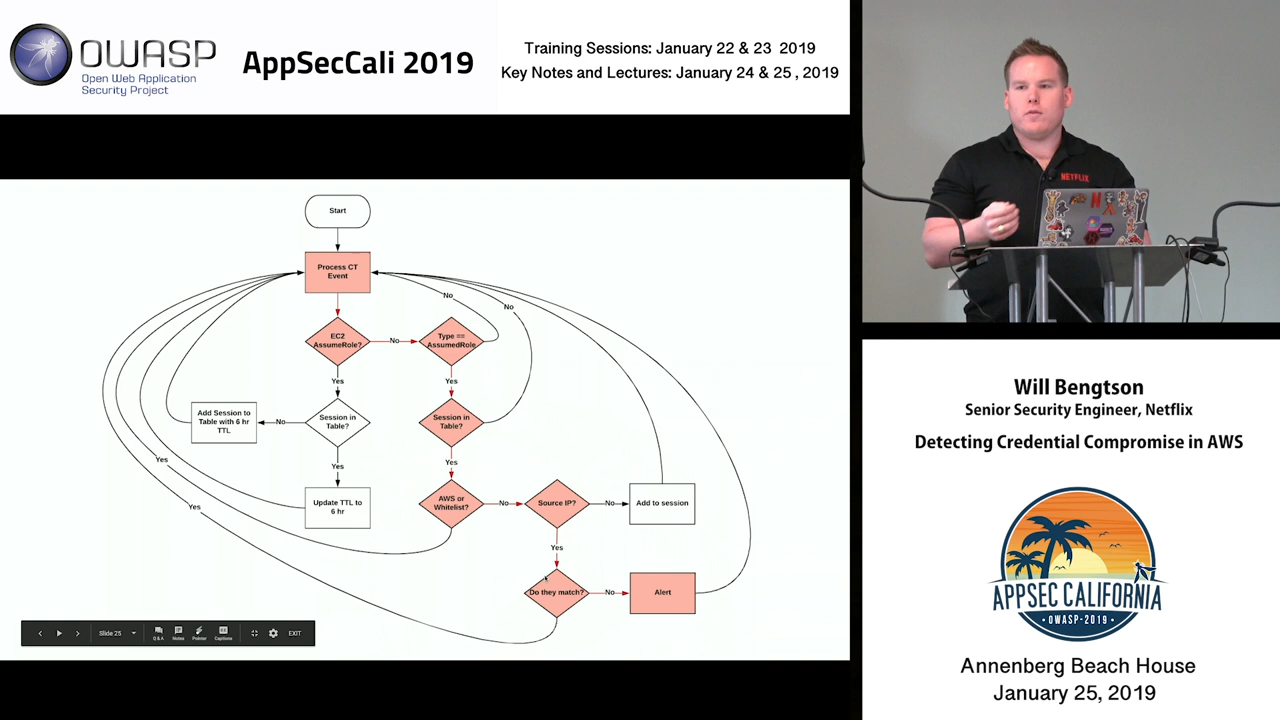 OWASP
Open Web Application
Security Project
AppSecCali 2019
Training Sessions: January 22 & 23 2019
Key Notes and Lectures: January 24 & 25 , 2019
NETFLIX
Start
Process CT
Event
No
No
EC2
AssumeRole?
No
Type ==
AssumedRole
Yes
Yes
Add Session to
Table with 6 hr
TTL
No
Session in
Table?
Session in
Table?
Yes
Yes
Yes
Update TTL to
6 hr
AWS or
Whitelist?
No
Source IP?
No
Add to session
Yes
Yes
Do they match?
No
Alert
Slide 25
Q & A
Notes
Pointer
Captions
EXIT
Will Bengtson
Senior Security Engineer, Netflix
Detecting Credential Compromise in AWS
APPSEC CALIFORNIA
OWASP-2019
Annenberg Beach House
January 25, 2019